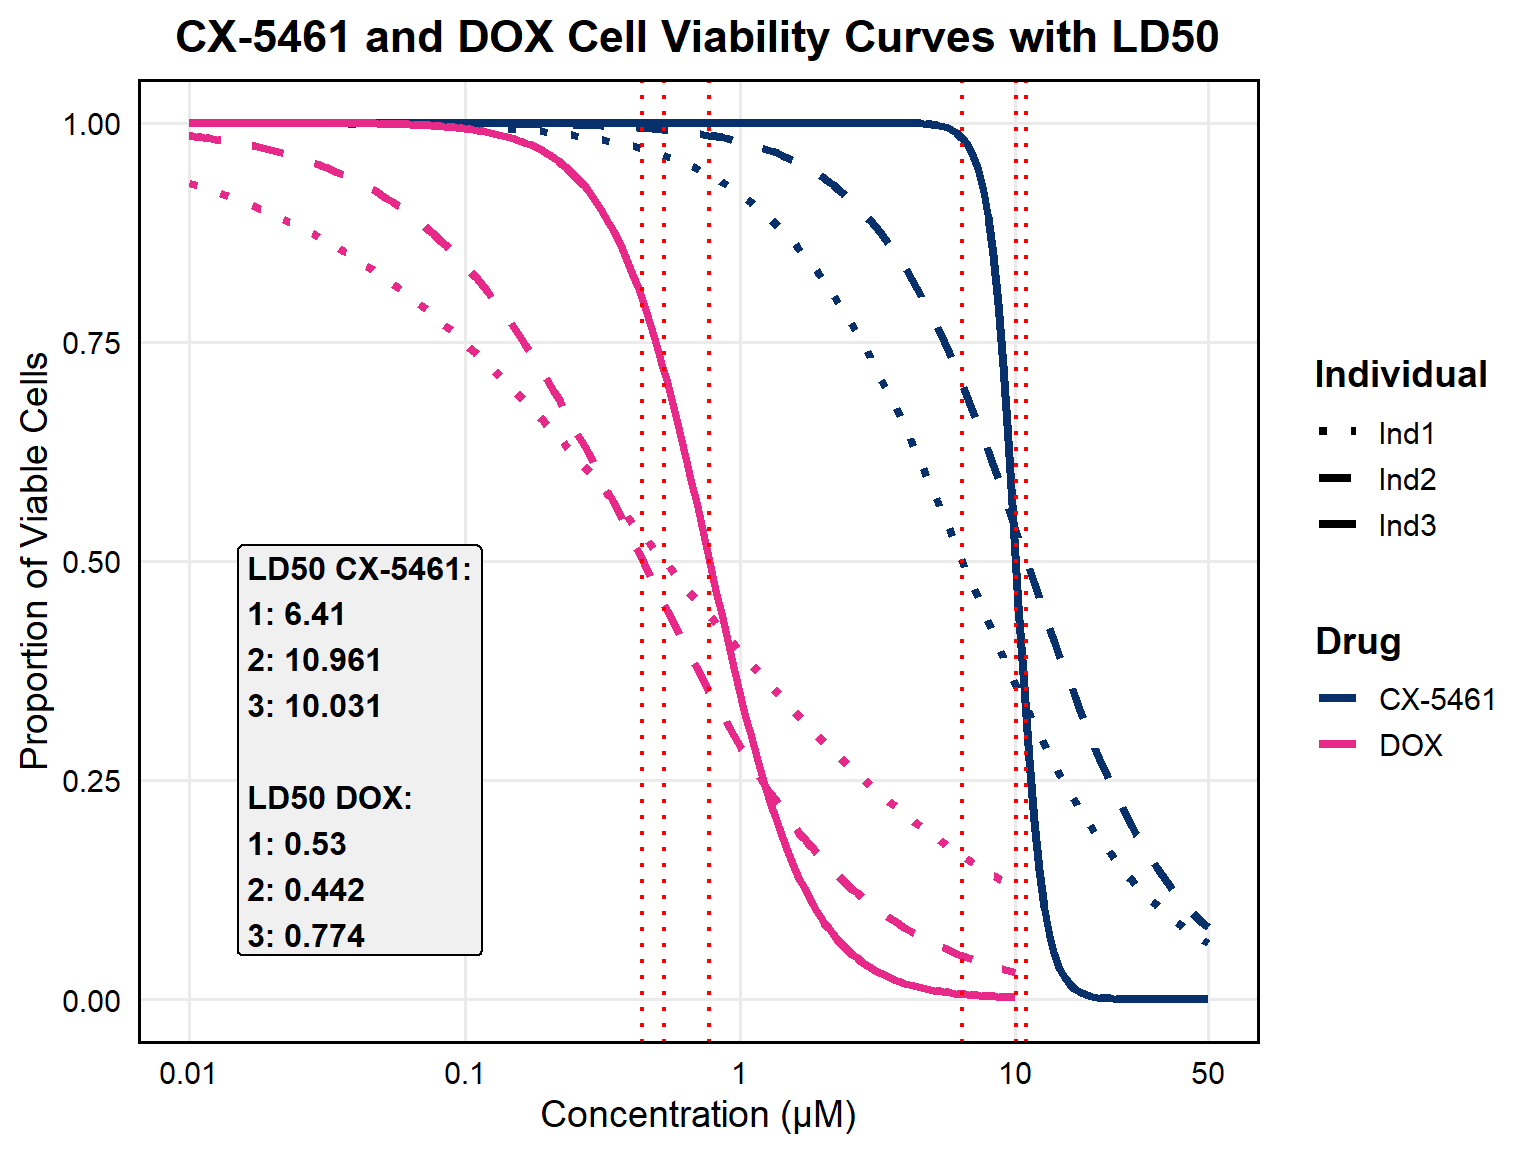 CX-5461 and DOX Cell Viability Curves with LD50
Proportion of Viable Cells
1.00
0.75
0.50
0.25
0.00
LD50 CX-5461:
1: 6.41
2: 10.961
3: 10.031
LD50 DOX:
1: 0.53
2: 0.442
3: 0.774
0.01
0.1
1
10
50
Concentration (µM)
Individual
Ind1
Ind2
Ind3
Drug
CX-5461
DOX